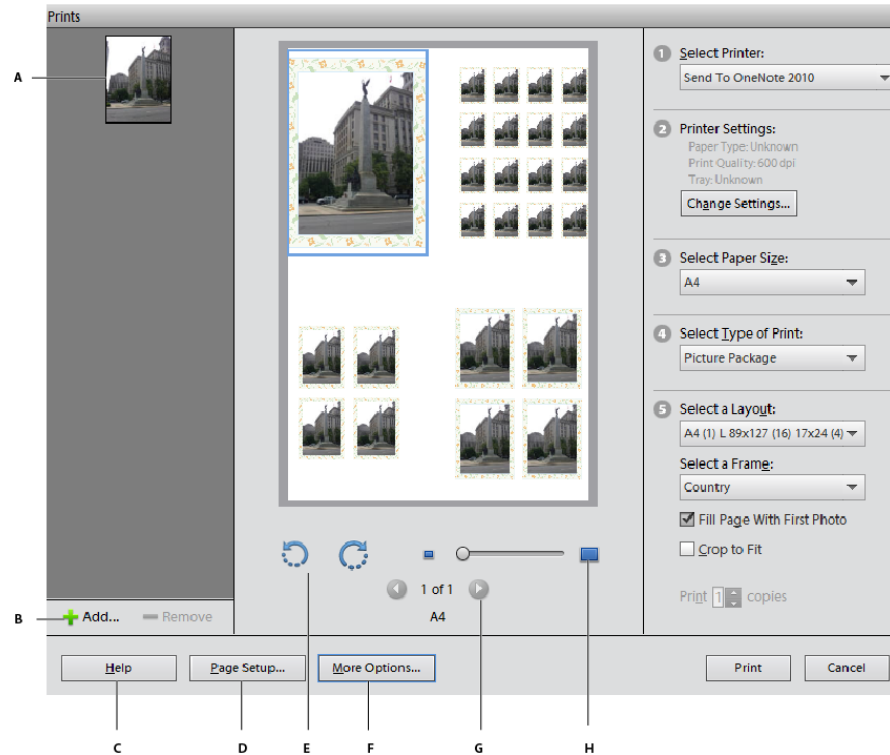 Prints
A
B
Add...
Remove
1 of 1
A4
1 Select Printer:
Send To OneNote 2010
2 Printer Settings:
Paper Type: Unknown
Print Quality: 600 dpi
Tray: Unknown
Change Settings...
3 Select Paper Size:
A4
4 Select Type of Print:
Picture Package
5 Select a Layout:
A4 (1) L 89x127 (16) 17x24 (4)
Select a Frame:
Country
Fill Page With First Photo
Crop to Fit
Print 1 copies
Help
Page Setup...
More Options...
Print
Cancel
C D E F G H